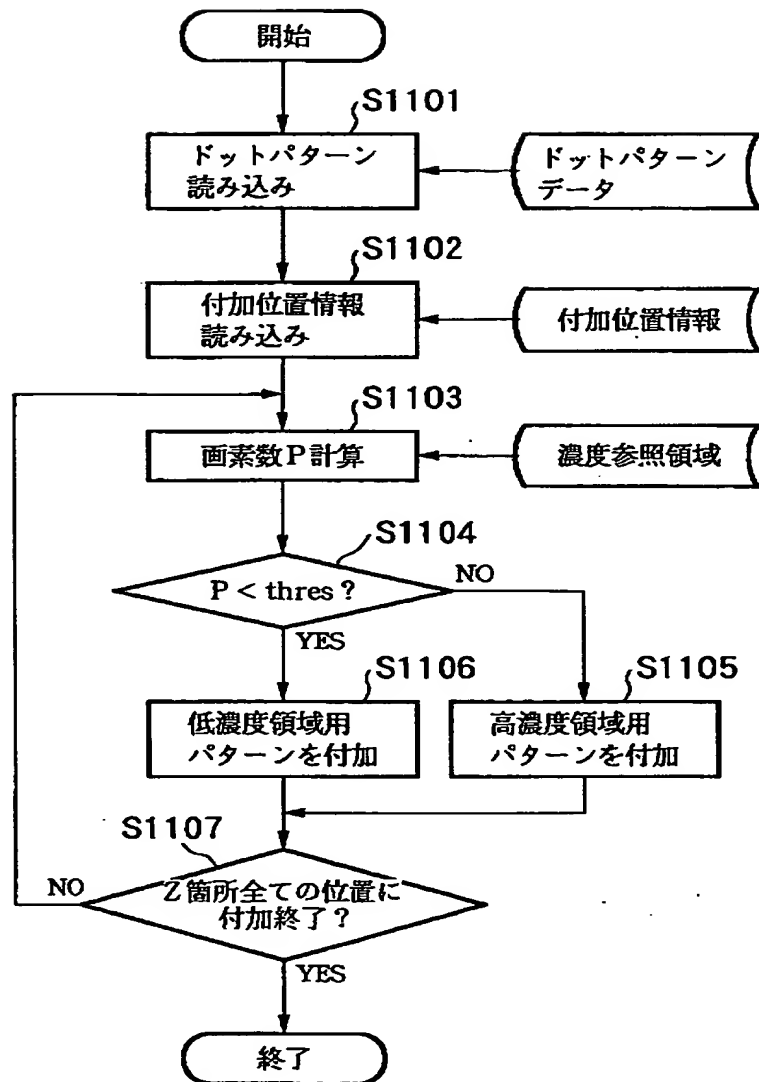 開始
S1101
ドットパターン
読み込み
ドットパターン
データ
S1102
付加位置情報
読み込み
付加位置情報
S1103
画素数P計算
濃度参照領域
S1104
P < thres ?
NO
YES
S1106
S1105
低濃度領域用
パターンを付加
高濃度領域用
パターンを付加
S1107
NO
Z箇所全ての位置に
付加終了?
YES
終了